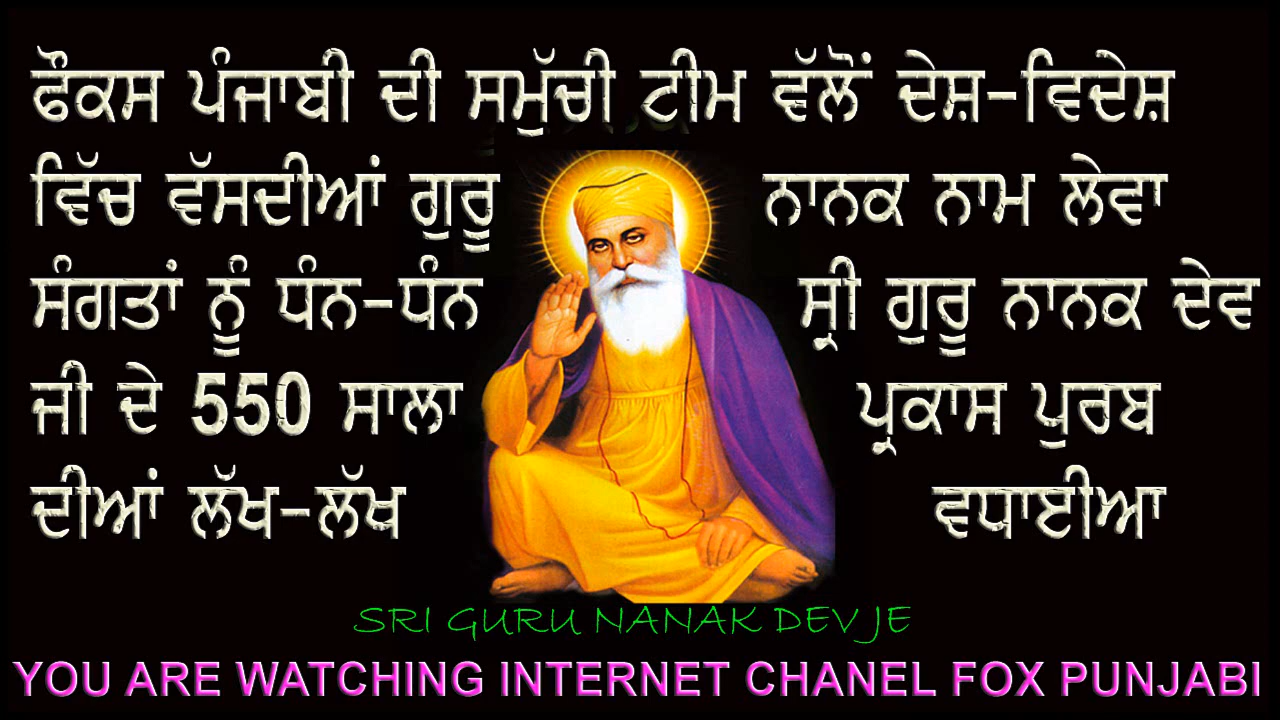 ਫੌਕਸ ਪੰਜਾਬੀ ਦੀ ਸਮੁੱਚੀ ਟੀਮ ਵੱਲੋਂ ਦੇਸ਼-ਵਿਦੇਸ਼
ਵਿੱਚ ਵੱਸਦੀਆਂ ਗੁਰੂ ਨਾਨਕ ਨਾਮ ਲੇਵਾ
ਸੰਗਤਾਂ ਨੂੰ ਧੰਨ-ਧੰਨ ਸ੍ਰੀ ਗੁਰੂ ਨਾਨਕ ਦੇਵ
ਜੀ ਦੇ 550 ਸਾਲਾ ਪ੍ਰਕਾਸ ਪੁਰਬ
ਦੀਆਂ ਲੱਖ-ਲੱਖ ਵਧਾਈਆ
SRI GURU NANAK DEV JE
YOU ARE WATCHING INTERNET CHANEL FOX PUNJABI